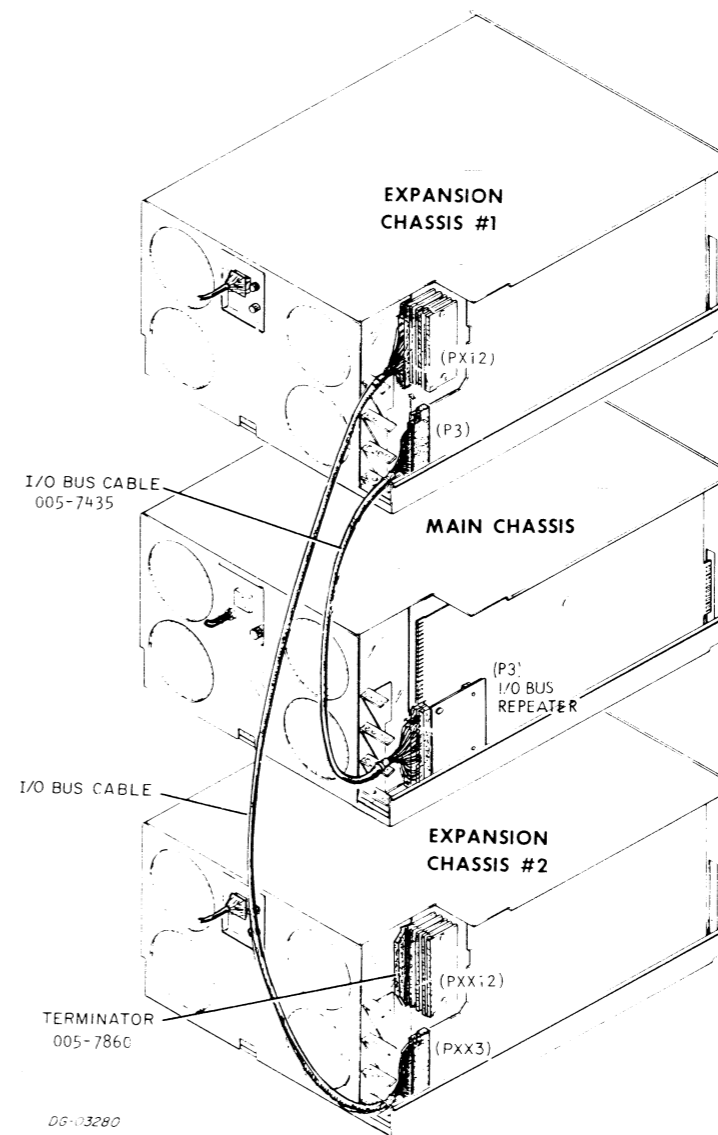 EXPANSION
CHASSIS #1
(PXi2)
(P3)
I/O BUS CABLE
005-7435
MAIN CHASSIS
(P3)
I/O BUS
REPEATER
I/O BUS CABLE
EXPANSION
CHASSIS #2
(PXXi2)
TERMINATOR
005-7860
(PXX3)
DG-03280